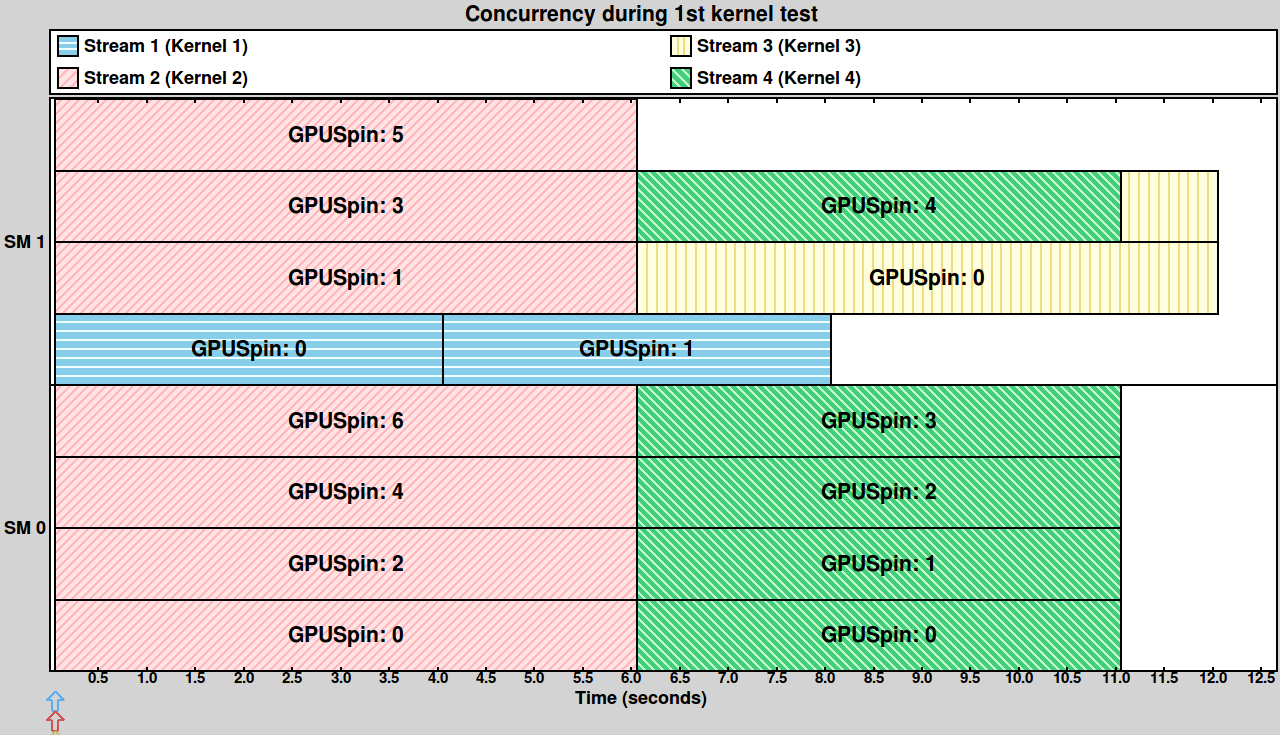 Concurrency during 1st kernel test
Stream 1 (Kernel 1)
Stream 3 (Kernel 3)
Stream 2 (Kernel 2)
Stream 4 (Kernel 4)
GPUSpin: 5
GPUSpin: 3
GPUSpin: 4
SM 1
GPUSpin: 1
GPUSpin: 0
GPUSpin: 0
GPUSpin: 1
GPUSpin: 6
GPUSpin: 3
GPUSpin: 4
GPUSpin: 2
SM 0
GPUSpin: 2
GPUSpin: 1
GPUSpin: 0
GPUSpin: 0
0.5 1.0 1.5 2.0 2.5 3.0 3.5 4.0 4.5 5.0 5.5 6.0 6.5 7.0 7.5 8.0 8.5 9.0 9.5 10.0 10.5 11.0 11.5 12.0 12.5
Time (seconds)